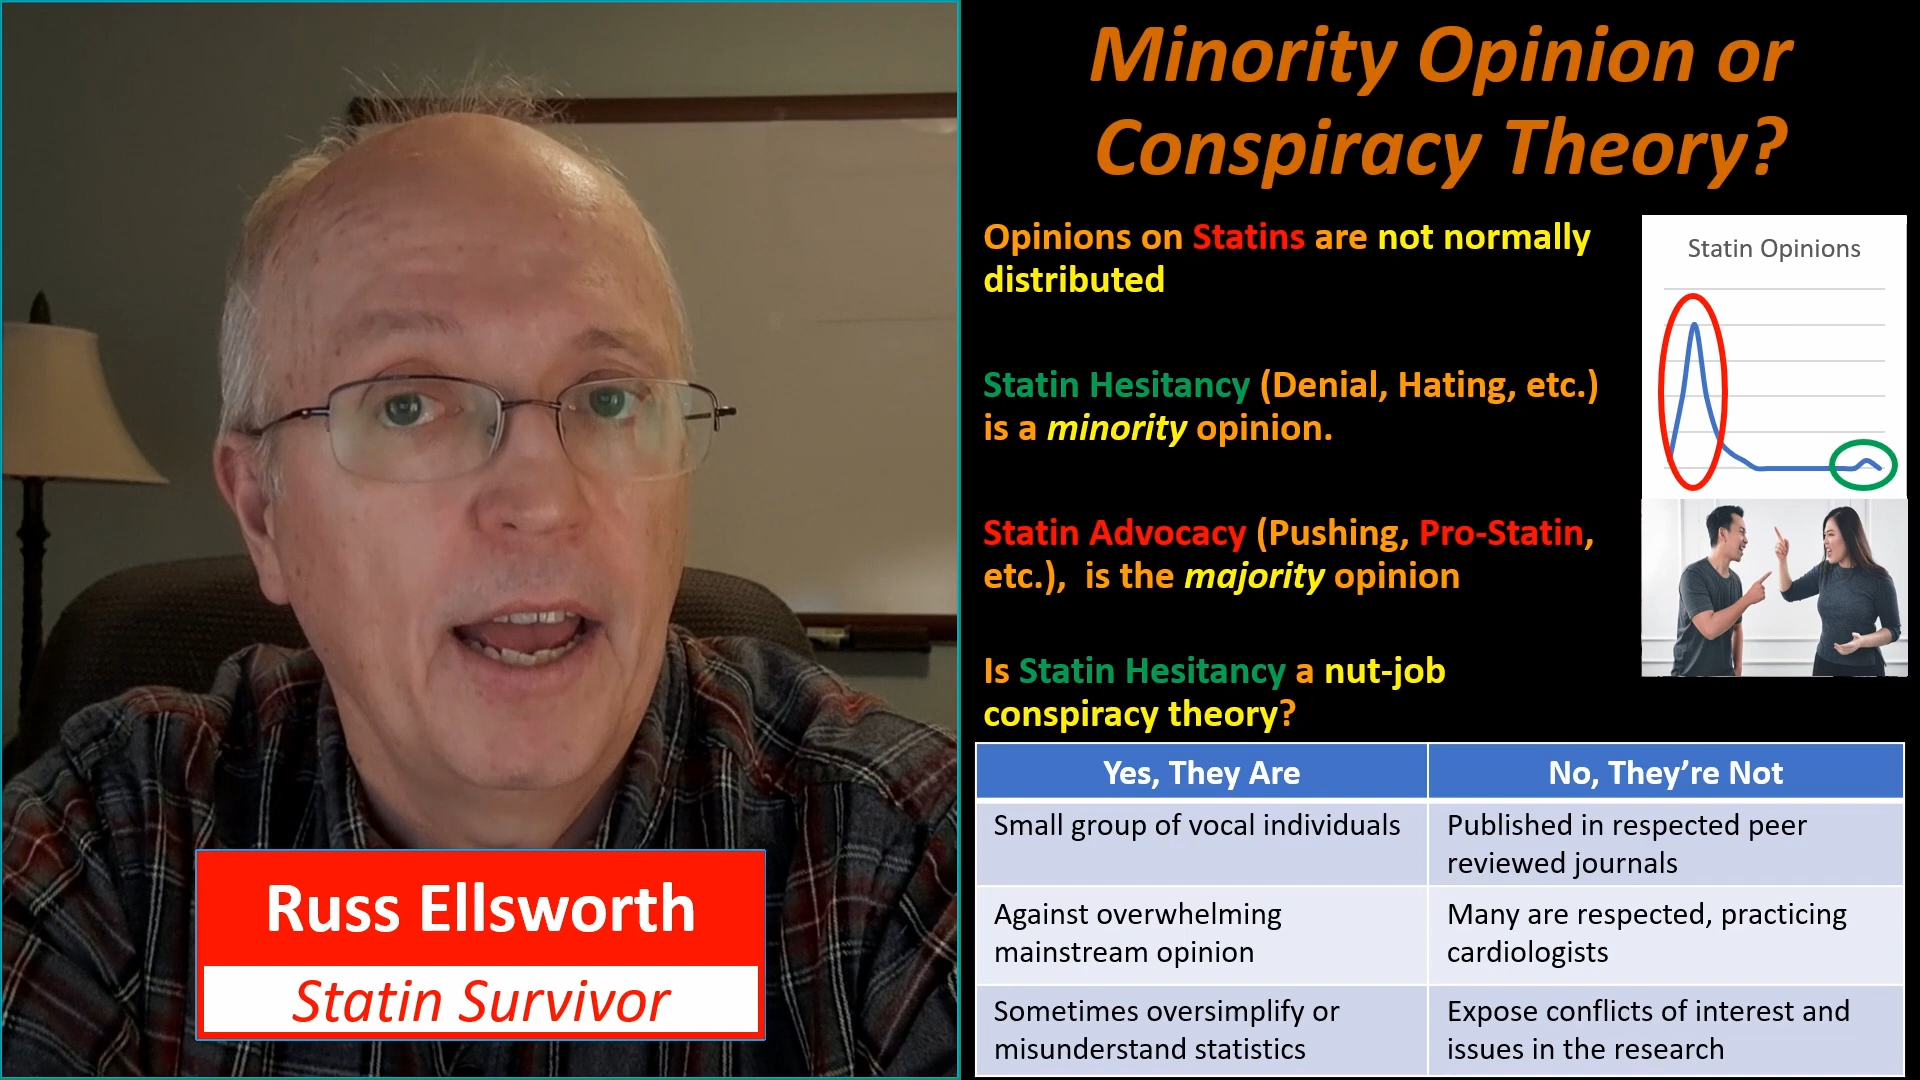 Minority Opinion or
Conspiracy Theory?
Opinions on Statins are not normally
distributed
Statin Hesitancy (Denial, Hating, etc.)
is a minority opinion.
Statin Advocacy (Pushing, Pro-Statin,
etc.), is the majority opinion
Is Statin Hesitancy a nut-job
conspiracy theory?
Statin Opinions
Yes, They Are
No, They’re Not
Small group of vocal individuals
Published in respected peer
reviewed journals
Against overwhelming
mainstream opinion
Many are respected, practicing
cardiologists
Sometimes oversimplify or
misunderstand statistics
Expose conflicts of interest and
issues in the research
Russ Ellsworth
Statin Survivor